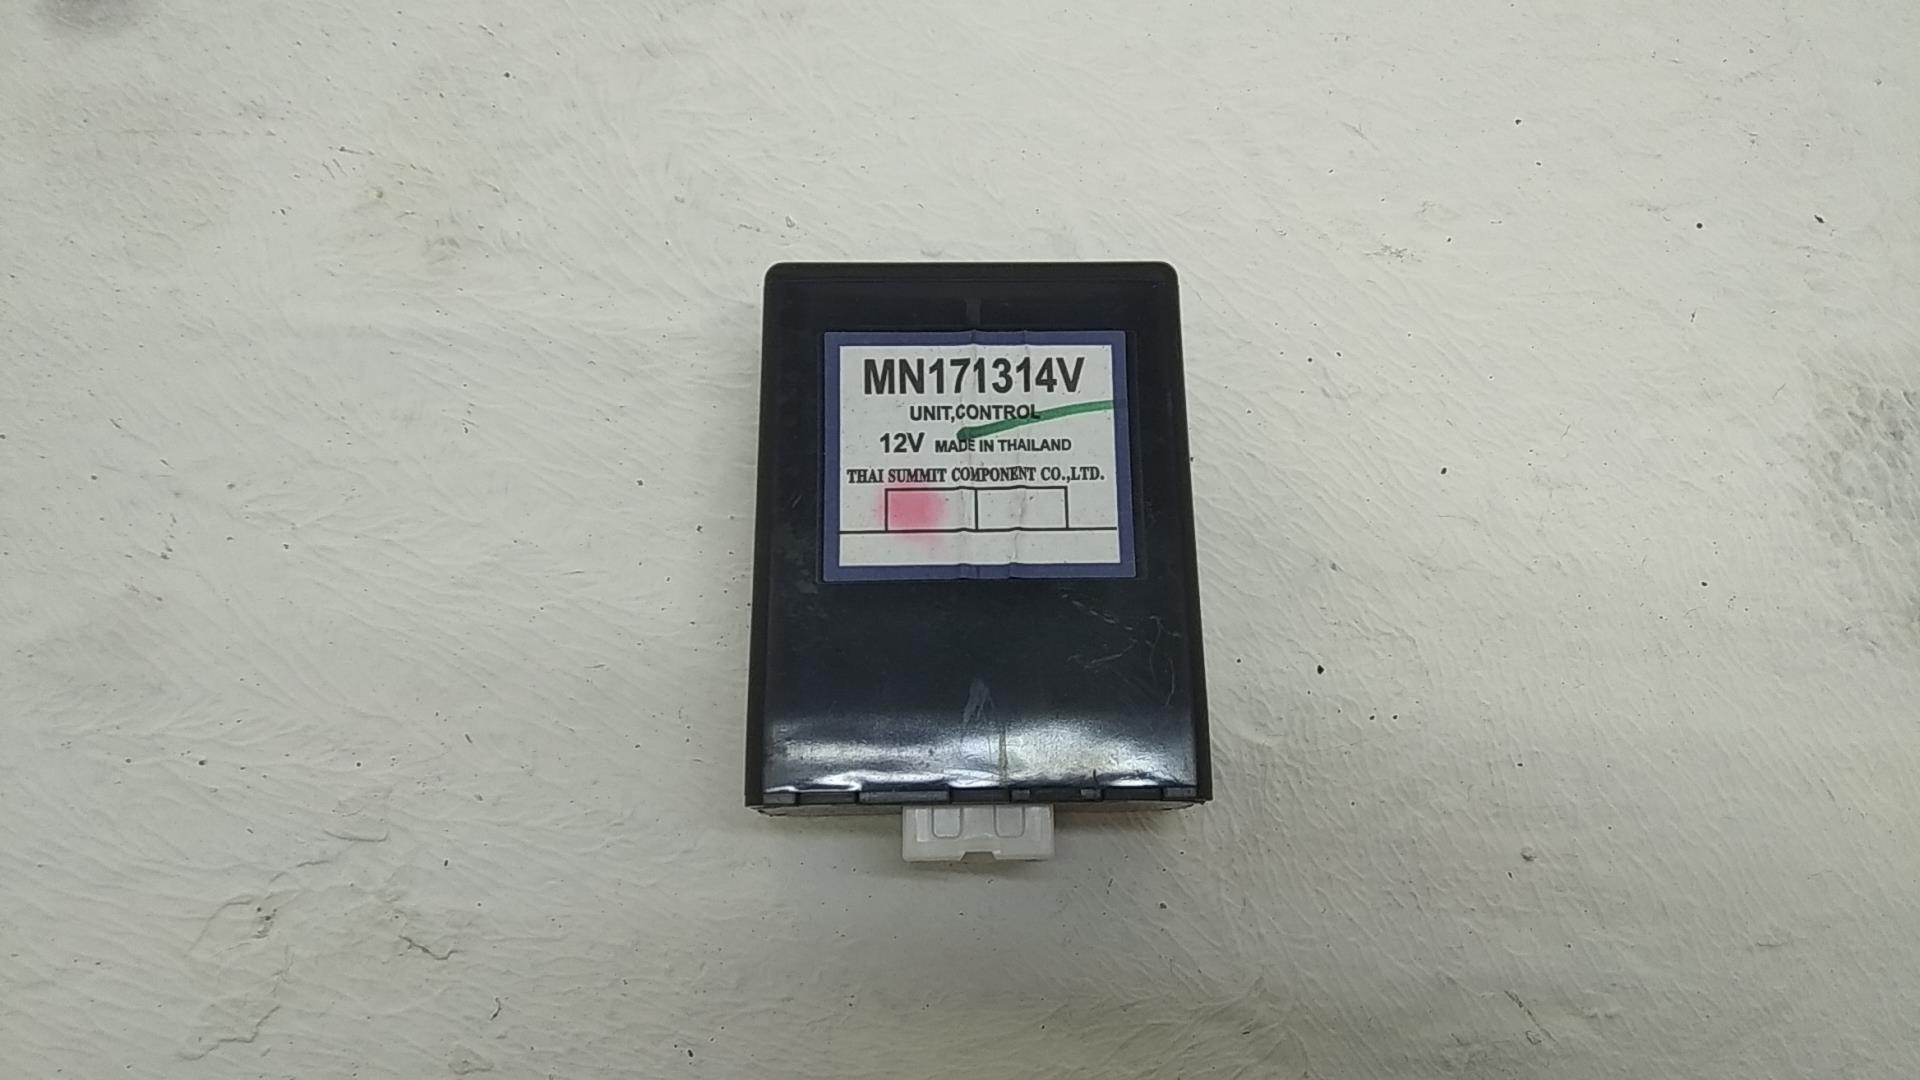 MN171314V
UNIT,CONTROL
12V MADE IN THAILAND
THAI SUMMIT COMPONENT CO.,LTD.